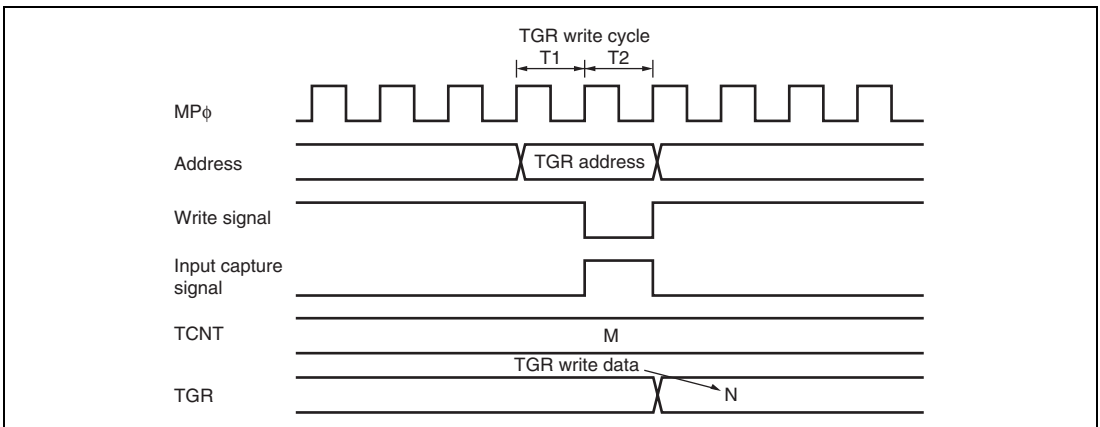 TGR write cycle
T1 T2
MPϕ
Address
TGR address
Write signal
Input capture
signal
TCNT
M
TGR write data
TGR
N